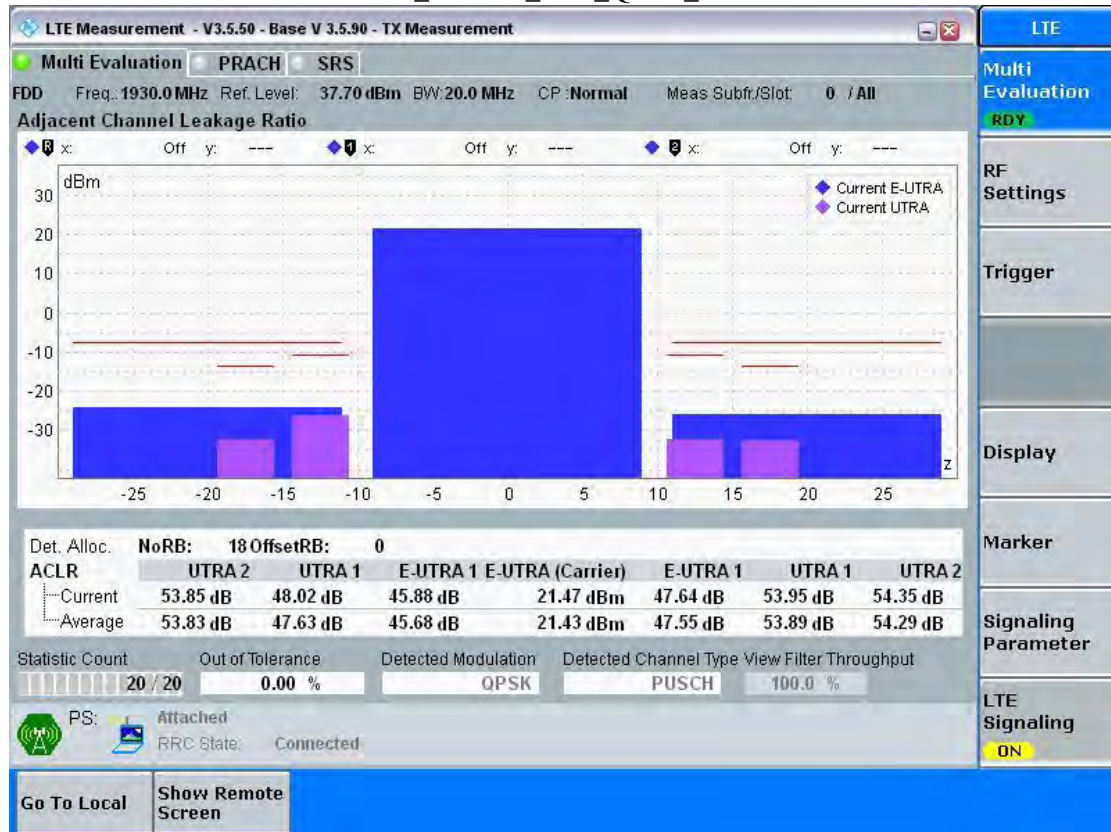 LTE Measurement - V3.5.50 - Base V 3.5.90 - TX Measurement
LTE
Multi Evaluation PRACH SRS
Multi Evaluation
RDY
FDD Freq.: 1930.0 MHz Ref. Level: 37.70 dBm BW: 20.0 MHz CP : Normal Meas Subfr./Slot: 0 / All
Adjacent Channel Leakage Ratio
R x: Off y: --- 1 x: Off y: --- 2 x: Off y: ---
dBm
Current E-UTRA
Current UTRA
30
20
10
0
-10
-20
-30
z
-25 -20 -15 -10 -5 0 5 10 15 20 25
Det. Alloc. NoRB: 18 OffsetRB: 0
ACLR UTRA 2 UTRA 1 E-UTRA 1 E-UTRA (Carrier) E-UTRA 1 UTRA 1 UTRA 2
Current 53.85 dB 48.02 dB 45.88 dB 21.47 dBm 47.64 dB 53.95 dB 54.35 dB
Average 53.83 dB 47.63 dB 45.68 dB 21.43 dBm 47.55 dB 53.89 dB 54.29 dB
Statistic Count Out of Tolerance Detected Modulation Detected Channel Type View Filter Throughput
20 / 20 0.00 % QPSK PUSCH 100.0 %
PS: Attached
RRC State: Connected
RF
Settings
Trigger
Display
Marker
Signaling
Parameter
LTE
Signaling
ON
Go To Local
Show Remote
Screen